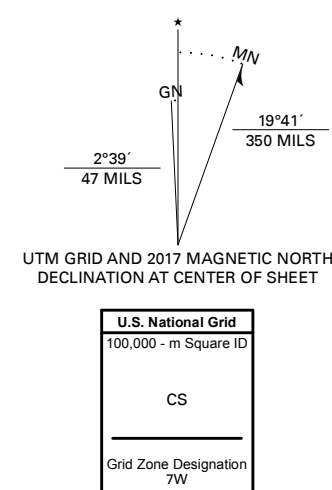 ★
MN
GN
19°41´
350 MILS
2°39´
47 MILS
UTM GRID AND 2017 MAGNETIC NORTH
DECLINATION AT CENTER OF SHEET
U.S. National Grid
100,000 - m Square ID
CS
Grid Zone Designation
7W